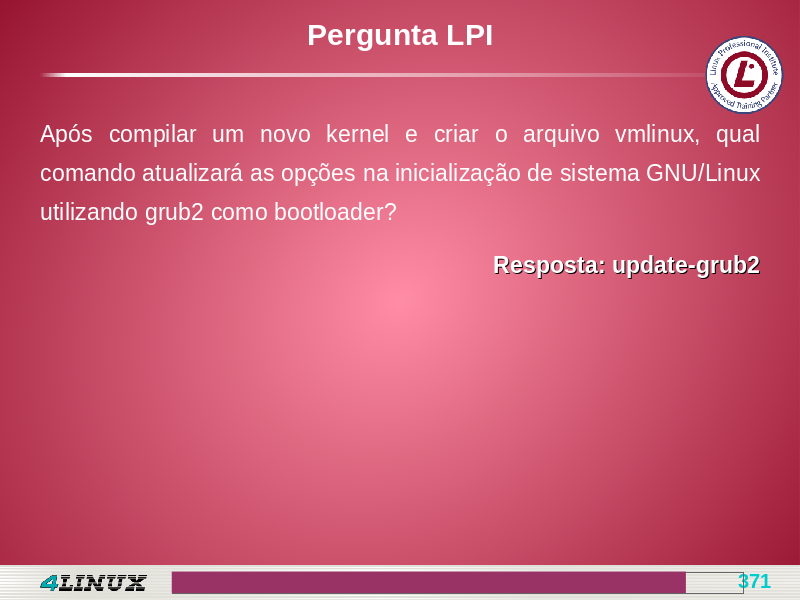 Pergunta LPI
Linux Professional Institute
Approved Training Partner
Após compilar um novo kernel e criar o arquivo vmlinux, qual
comando atualizará as opções na inicialização de sistema GNU/Linux
utilizando grub2 como bootloader?
Resposta: update-grub2
4LINUX
371